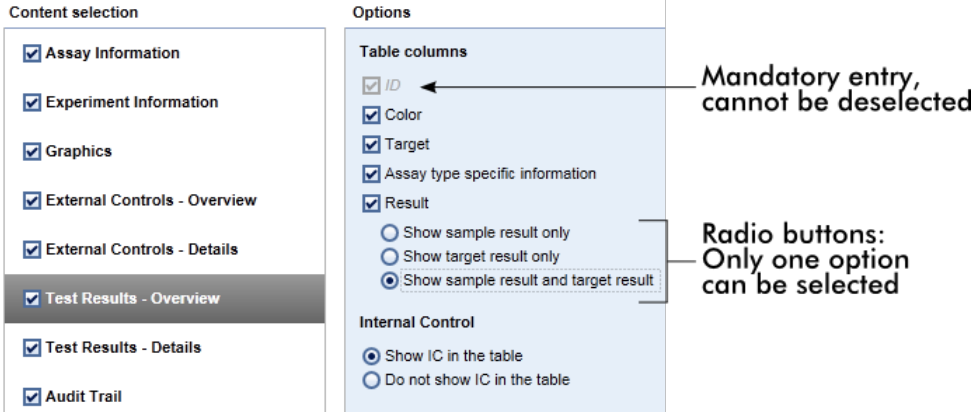 Content selection
Assay Information
Experiment Information
Graphics
External Controls - Overview
External Controls - Details
Test Results - Overview
Test Results - Details
Audit Trail
Options
Table columns
ID
Color
Target
Assay type specific information
Result
Show sample result only
Show target result only
Show sample result and target result
Internal Control
Show IC in the table
Do not show IC in the table
Mandatory entry,
cannot be deselected
Radio buttons:
Only one option
can be selected